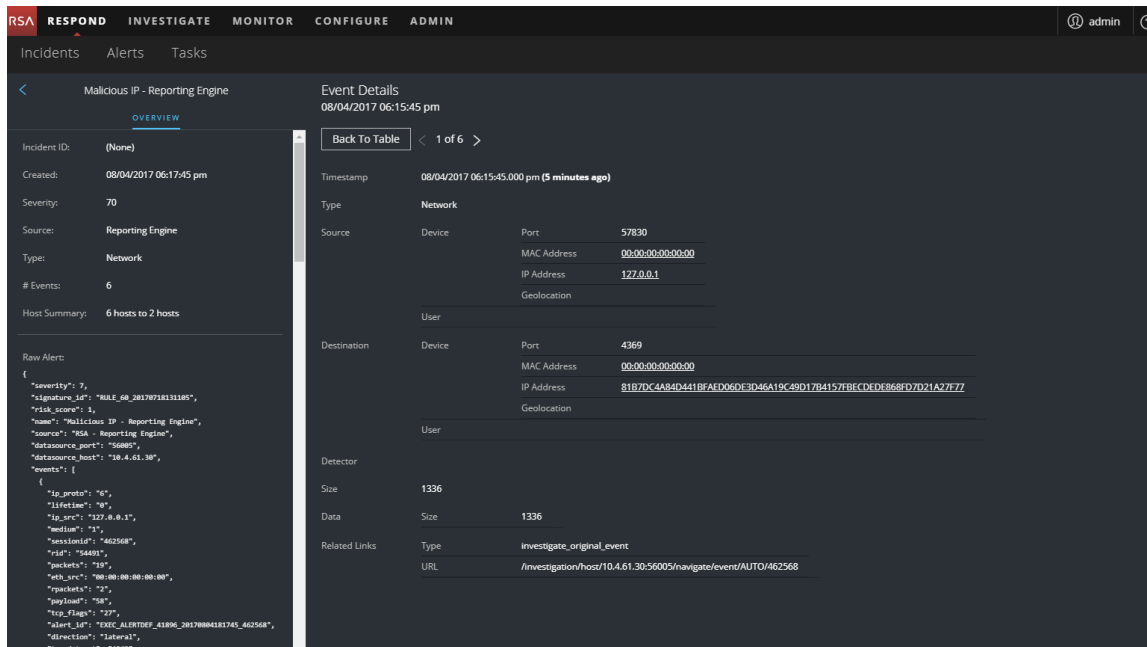 RSA RESPOND INVESTIGATE MONITOR CONFIGURE ADMIN admin
Incidents Alerts Tasks
Malicious IP - Reporting Engine
OVERVIEW
Incident ID: (None)
Created: 08/04/2017 06:17:45 pm
Severity: 70
Source: Reporting Engine
Type: Network
# Events: 6
Host Summary: 6 hosts to 2 hosts
Raw Alert:
{
"severity": 7,
"signature_id": "RULE_60_20170718131105",
"risk_score": 1,
"name": "Malicious IP - Reporting Engine",
"source": "RSA - Reporting Engine",
"datasource_port": "56005",
"datasource_host": "10.4.61.30",
"events": [
{
"ip_proto": "6",
"lifetime": "0",
"ip_src": "127.0.0.1",
"medium": "1",
"sessionid": "462568",
"rid": "54491",
"packets": "19",
"eth_src": "00:00:00:00:00:00",
"rpackets": "2",
"payload": "58",
"tcp_flags": "27",
"alert_id": "EXEC_ALERTDEF_41896_20170804181745_462568",
"direction": "lateral",
Event Details
08/04/2017 06:15:45 pm
Back To Table < 1 of 6 >
Timestamp 08/04/2017 06:15:45.000 pm (5 minutes ago)
Type Network
Source Device Port 57830
MAC Address 00:00:00:00:00:00
IP Address 127.0.0.1
Geolocation
User
Destination Device Port 4369
MAC Address 00:00:00:00:00:00
IP Address 81B7DC4A84D441BFAED06DE3D46A19C49D17B4157FBECDEDE868FD7D21A27F77
Geolocation
User
Detector
Size 1336
Data Size 1336
Related Links Type investigate_original_event
URL /investigation/host/10.4.61.30:56005/navigate/event/AUTO/462568